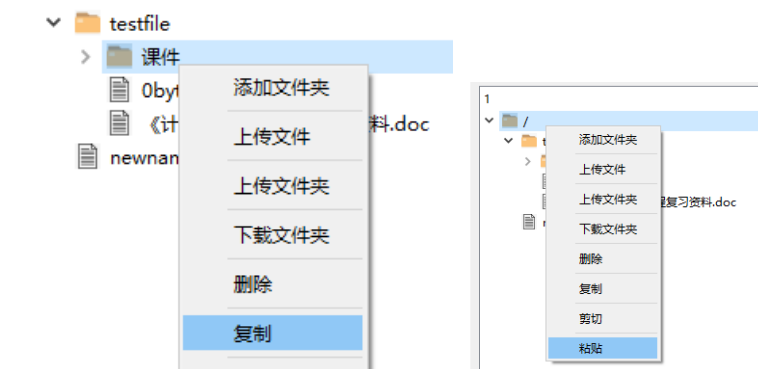 testfile
课件
0byt
《计
料.doc
newnam
添加文件夹
上传文件
上传文件夹
下载文件夹
删除
复制
1
/
t
添加文件夹
上传文件
上传文件夹
下载文件夹
删除
复制
剪切
粘贴
程复习资料.doc